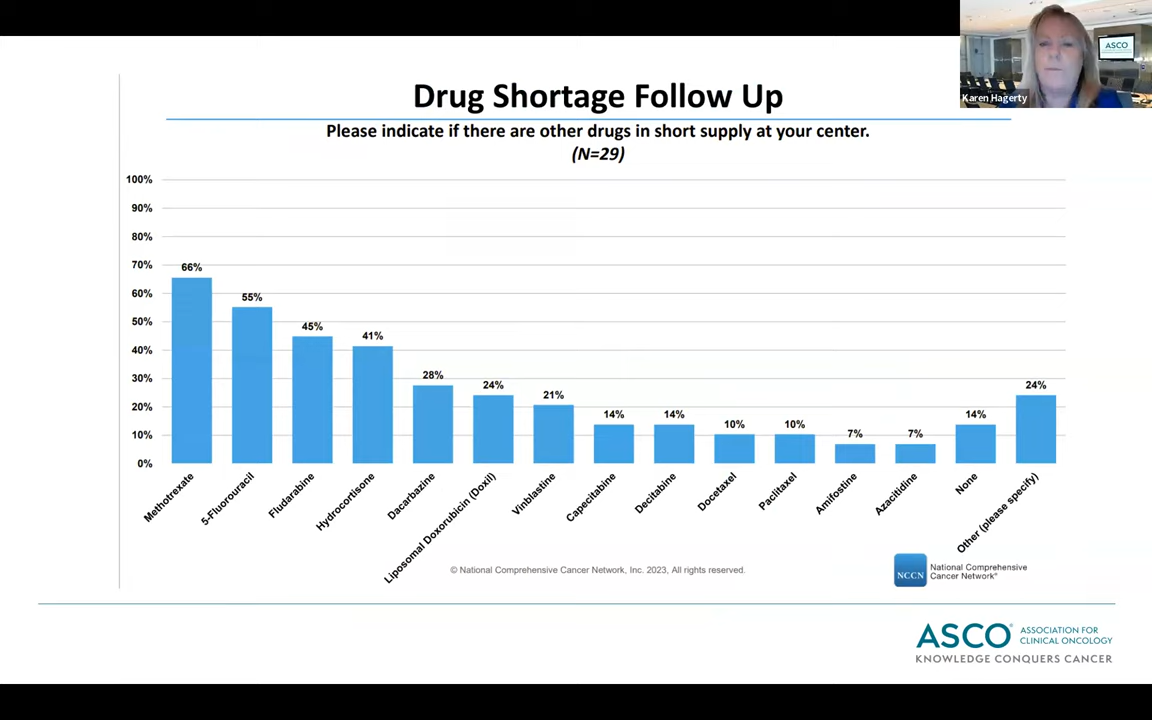 ASCO
Karen Hagerty
Drug Shortage Follow Up
Please indicate if there are other drugs in short supply at your center.
(N=29)
100%
90%
80%
70%
60%
50%
40%
30%
20%
10%
0%
66%
55%
45%
41%
28%
24%
21%
14%
14%
10%
10%
7%
7%
14%
24%
Methotrexate
5-Fluorouracil
Fludarabine
Hydrocortisone
Dacarbazine
Liposomal Doxorubicin (Doxil)
Vinblastine
Capecitabine
Decitabine
Docetaxel
Paclitaxel
Amifostine
Azacitidine
None
Other (please specify)
© National Comprehensive Cancer Network, Inc. 2023, All rights reserved.
NCCN
National Comprehensive
Cancer Network®
ASCO®
ASSOCIATION FOR
CLINICAL ONCOLOGY
KNOWLEDGE CONQUERS CANCER